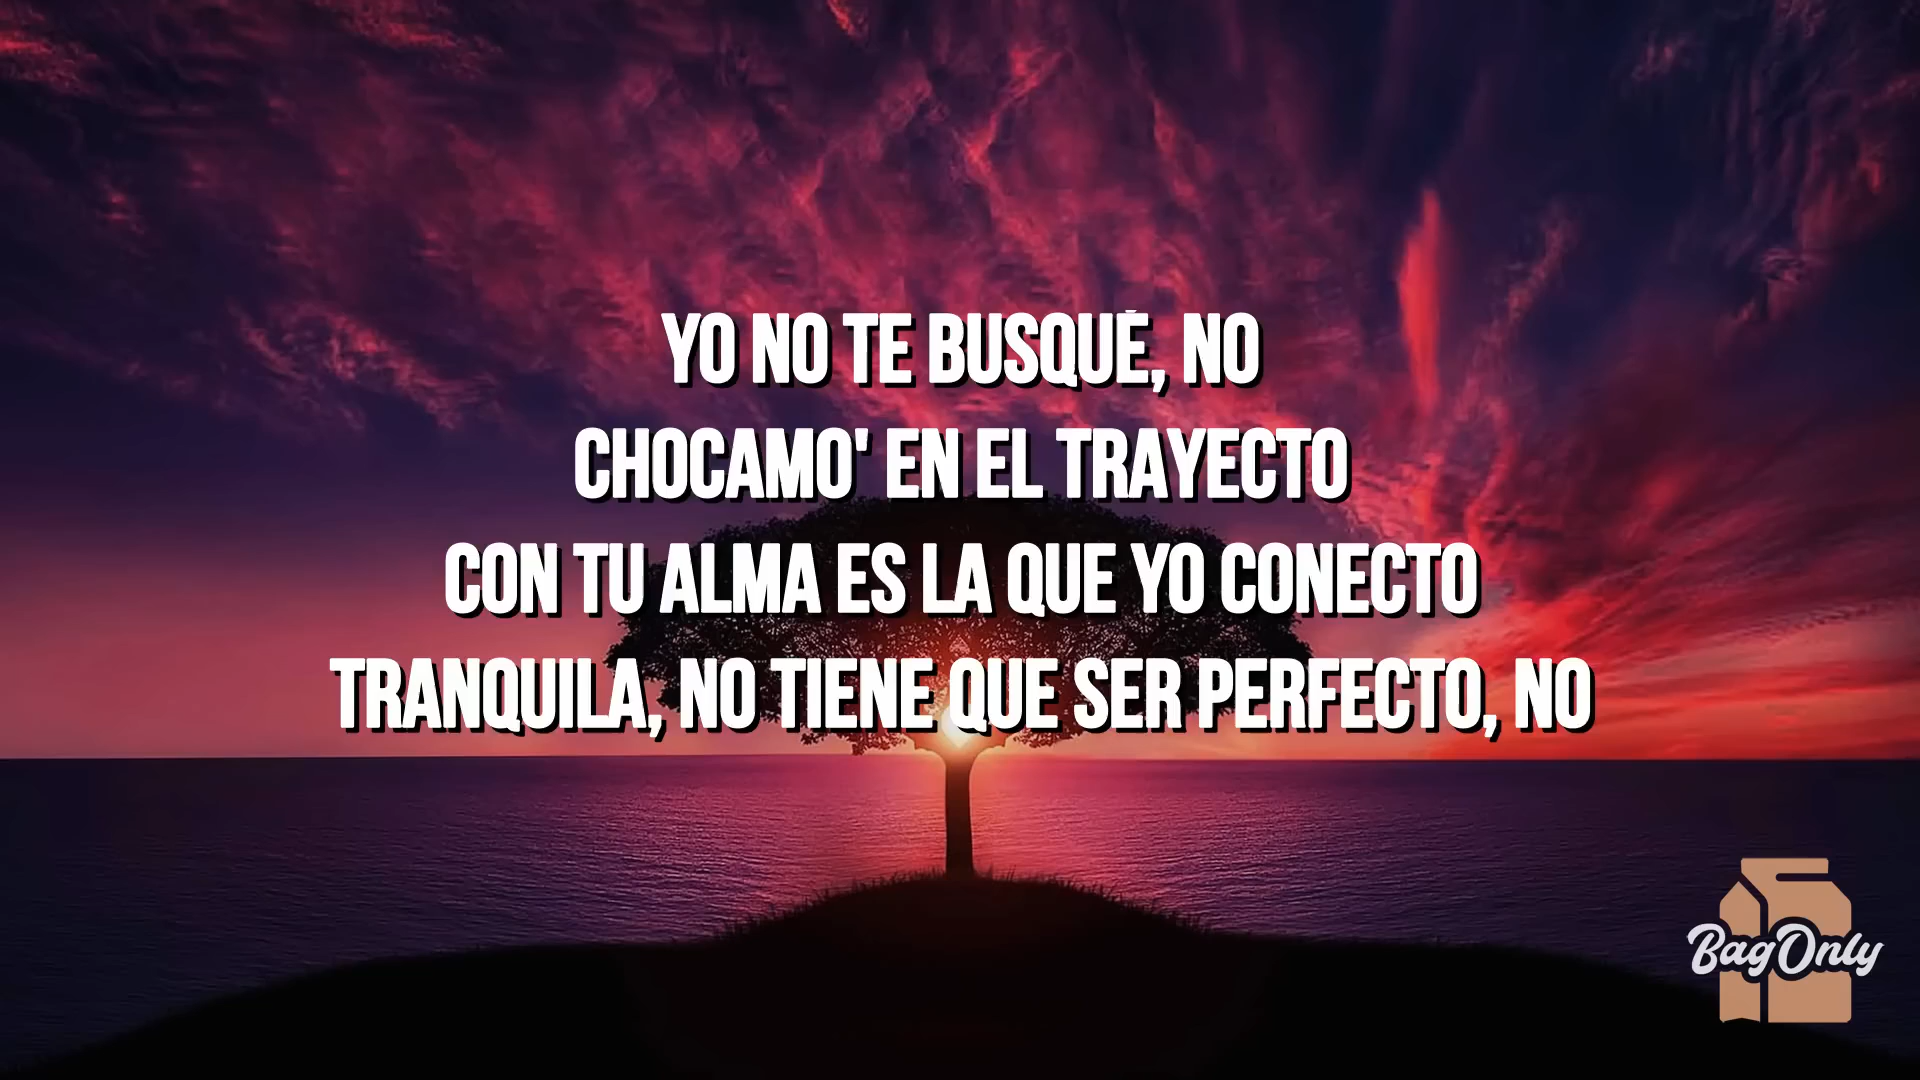 YO NO TE BUSQUÉ, NO
CHOCAMO' EN EL TRAYECTO
CON TU ALMA ES LA QUE YO CONECTO
TRANQUILA, NO TIENE QUE SER PERFECTO, NO
BagOnly